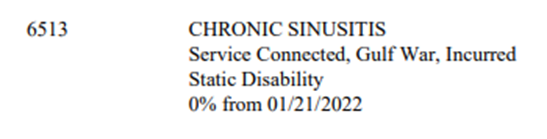 6513 CHRONIC SINUSITIS
Service Connected, Gulf War, Incurred
Static Disability
0% from 01/21/2022